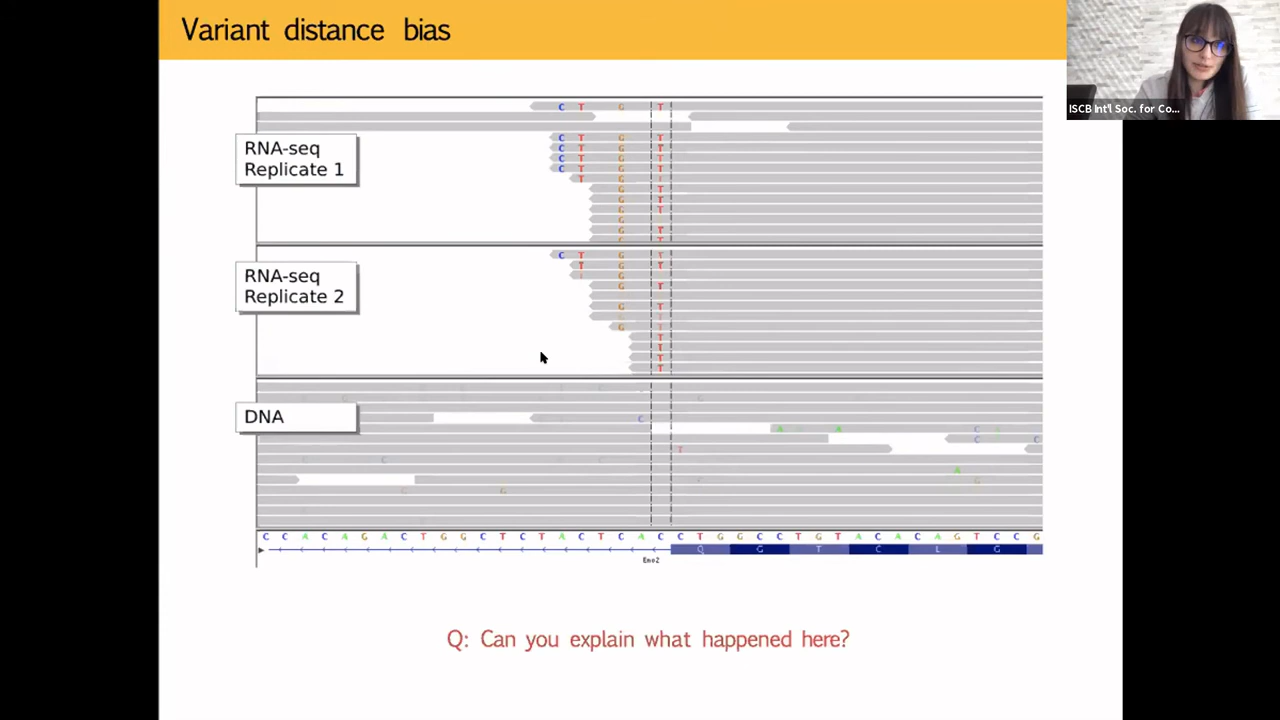 Variant distance bias
ISCB Int'l Soc. for Co...
C T G T
RNA-seq
Replicate 1
C T G T
C T G T
C T G T
C T G T
T G
G T
G T
G T
G
G T
RNA-seq
Replicate 2
C T G T
T G T
G
G T
G T
G T
T
T
T
T
DNA
G
C
A A C
C C
T
C
A
G
G
C C A C A G A C T G G C T C T A C T C A C C T G G C C T G T A C A C A G T C C G
Q G T C L G
Eno2
Q: Can you explain what happened here?